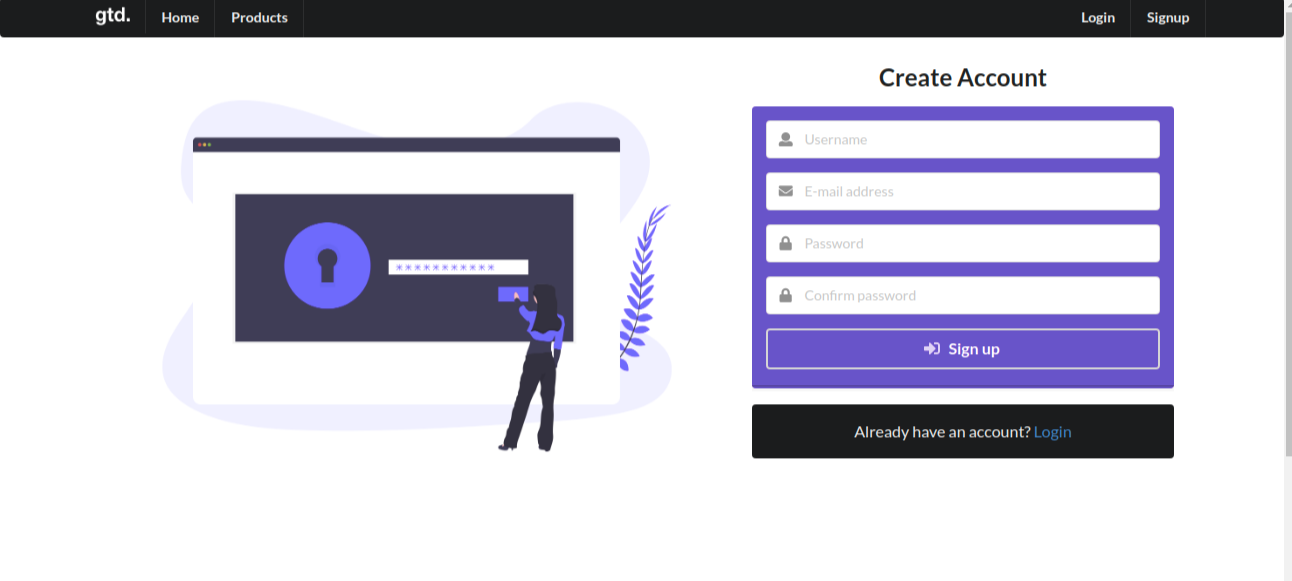 gtd.
Home
Products
Login
Signup
Create Account
Username
E-mail address
Password
Confirm password
Sign up
Already have an account? Login
***********